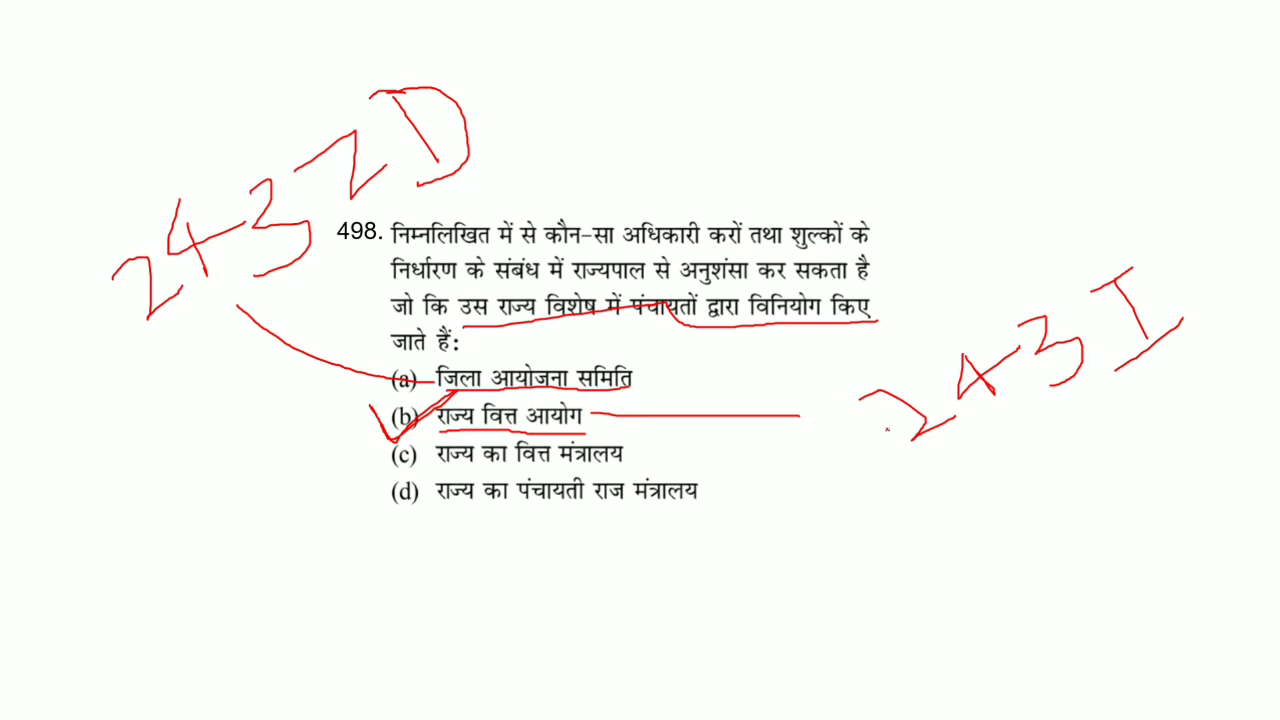 243ZD
498. निम्नलिखित में से कौन-सा अधिकारी करों तथा शुल्कों के
निर्धारण के संबंध में राज्यपाल से अनुशंसा कर सकता है
जो कि उस राज्य विशेष में पंचायतों द्वारा विनियोग किए
जाते हैं:
(a) जिला आयोजना समिति
(b) राज्य वित्त आयोग
(c) राज्य का वित्त मंत्रालय
(d) राज्य का पंचायती राज मंत्रालय
243I